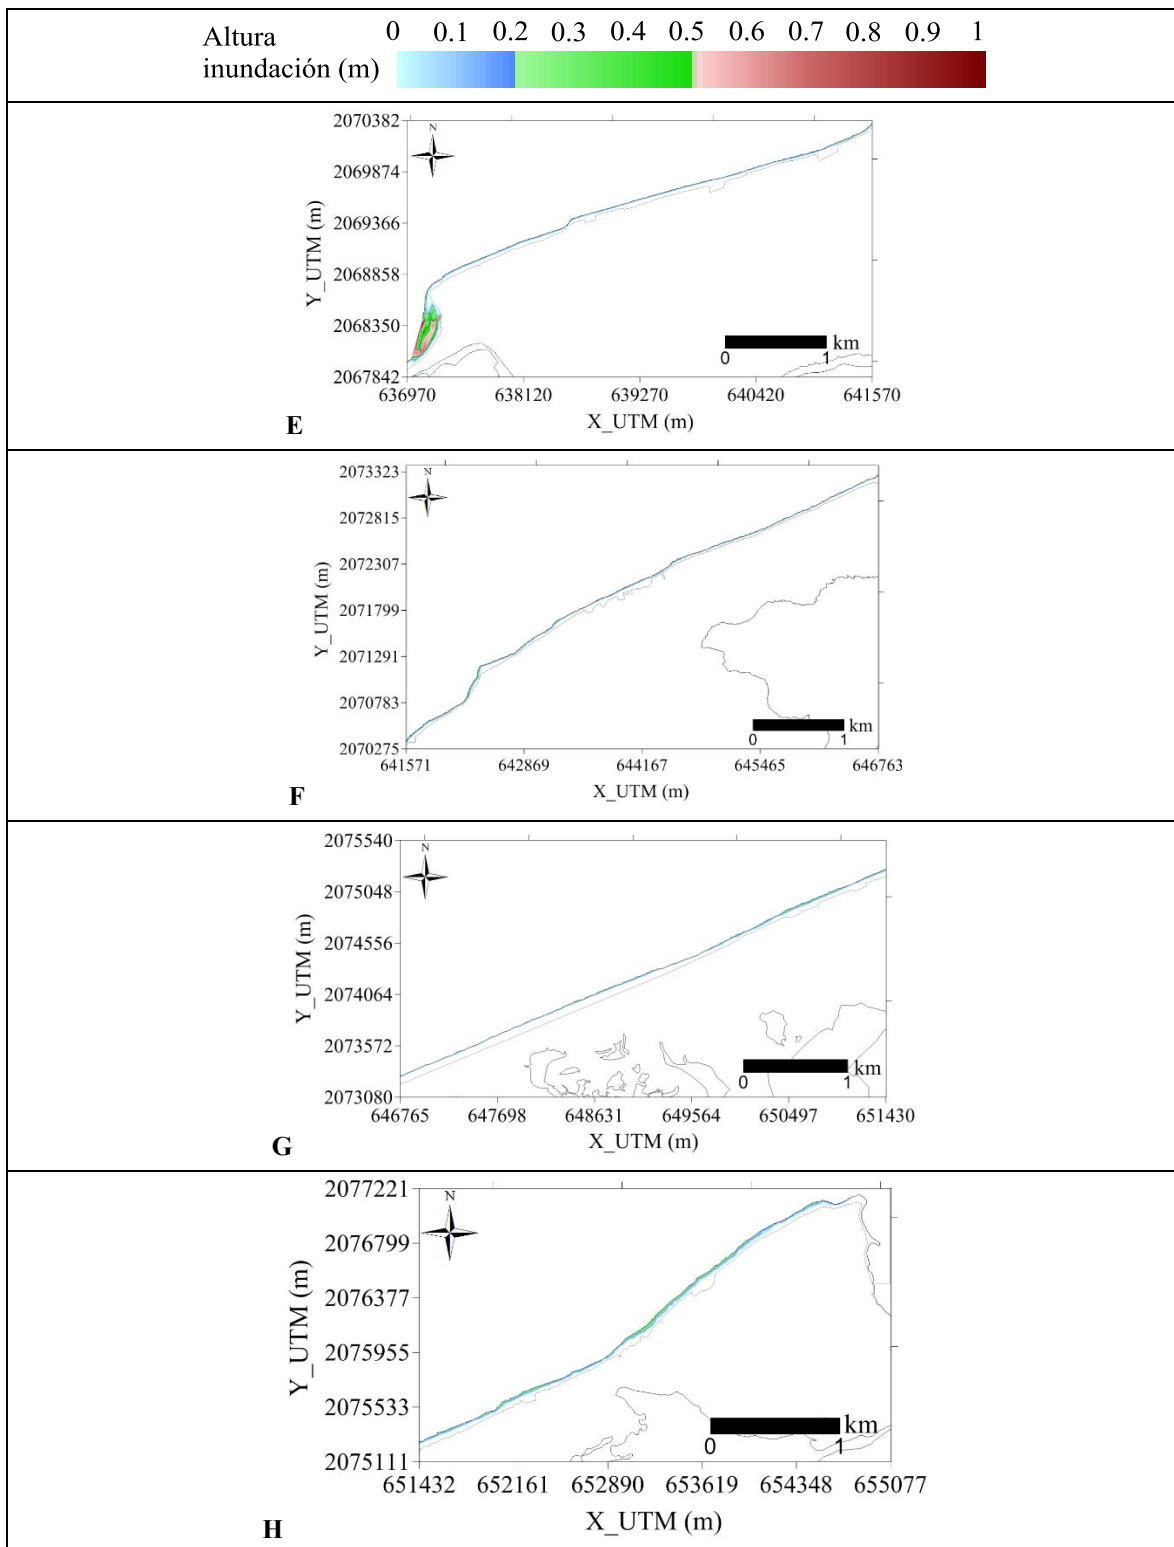 Altura
inundación (m)
0 0.1 0.2 0.3 0.4 0.5 0.6 0.7 0.8 0.9 1
N
2070382
2069874
2069366
2068858
2068350
2067842
Y_UTM (m)
km
0 1
636970 638120 639270 640420 641570
X_UTM (m)
E
N
2073323
2072815
2072307
2071799
2071291
2070783
2070275
Y_UTM (m)
km
0 1
641571 642869 644167 645465 646763
X_UTM (m)
F
N
2075540
2075048
2074556
2074064
2073572
2073080
Y_UTM (m)
km
0 1
646765 647698 648631 649564 650497 651430
X_UTM (m)
G
N
2077221
2076799
2076377
2075955
2075533
2075111
Y_UTM (m)
km
0 1
651432 652161 652890 653619 654348 655077
X_UTM (m)
H